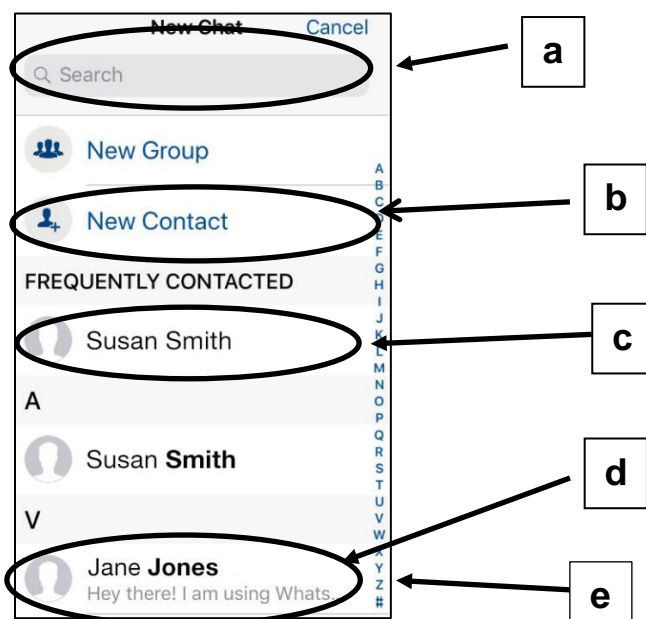 New Chat Cancel
Search
New Group
New Contact
FREQUENTLY CONTACTED
Susan Smith
A
Susan Smith
V
Jane Jones
Hey there! I am using Whats...
A
B
C
D
E
F
G
H
I
J
K
L
M
N
O
P
Q
R
S
T
U
V
W
X
Y
Z
#
a
b
c
d
e